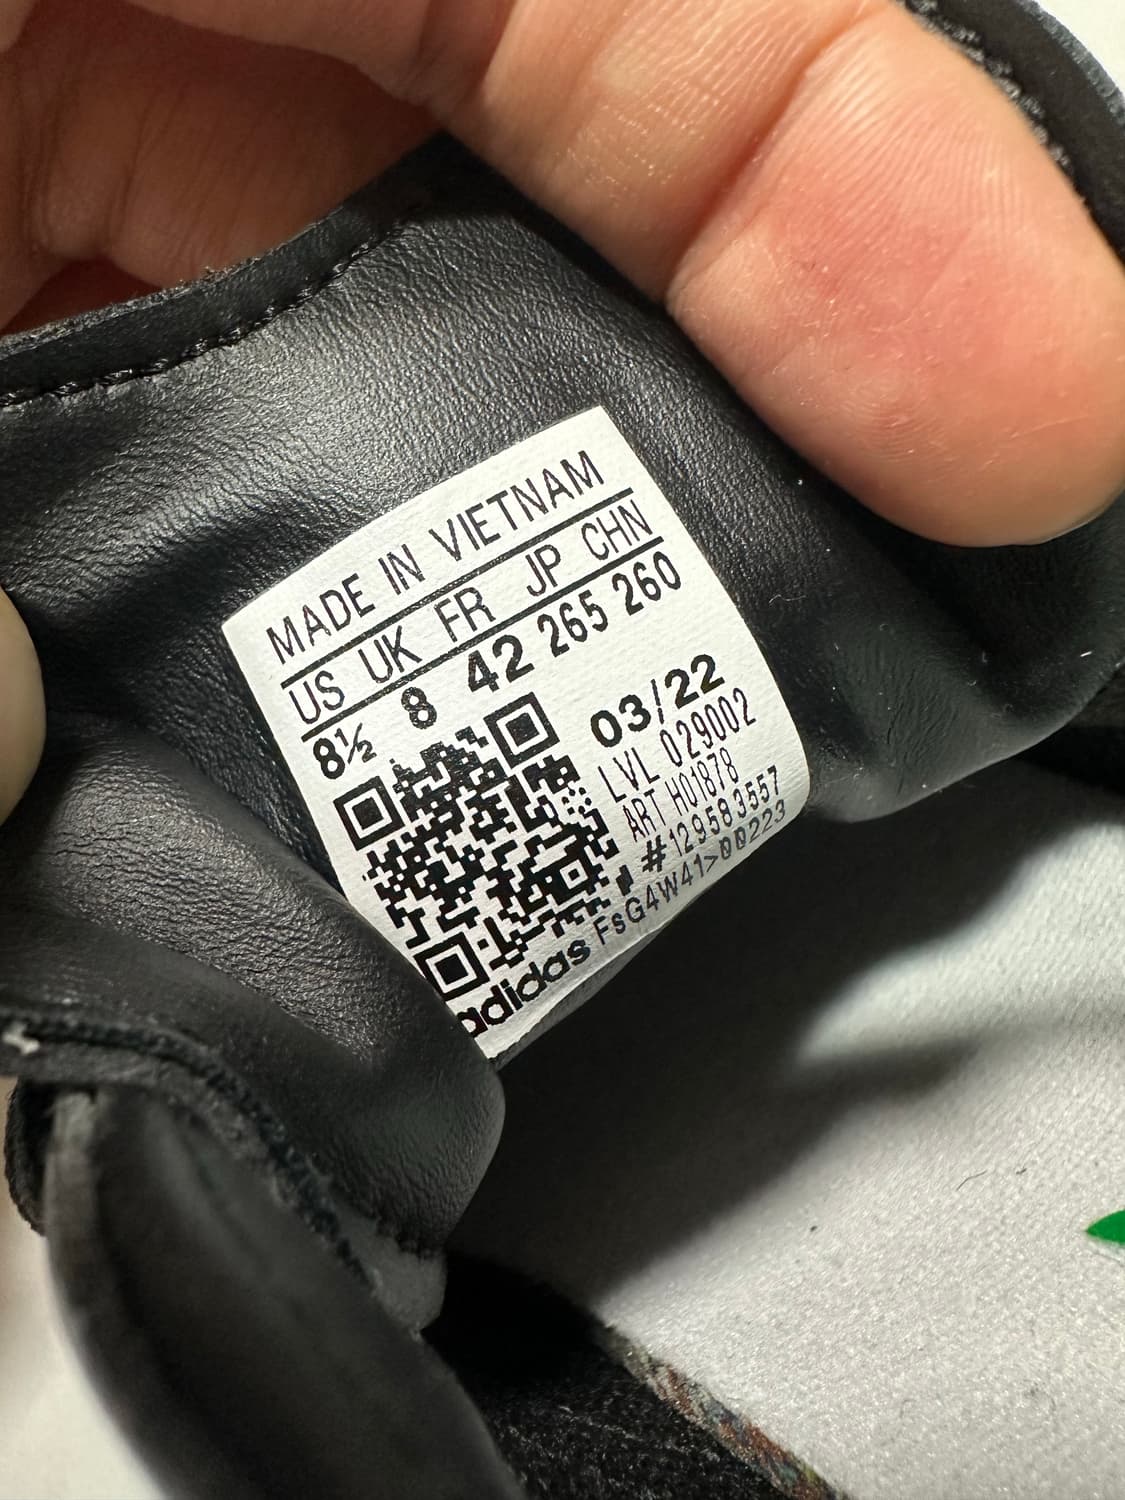 MADE IN VIETNAM
US UK FR JP CHN
8½ 8 42 265 260
03/22
LVL 029002
ART H01878
#129583557
FsG4W41>00223
adidas